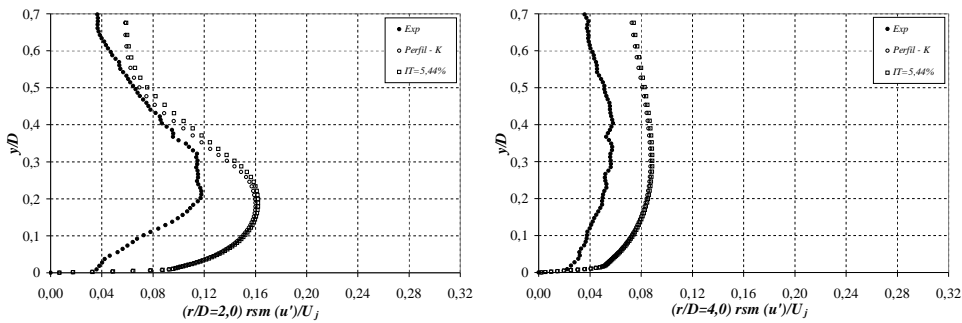 0,7
0,6
0,5
0,4
0,3
0,2
0,1
0
y/D
Exp
Perfil - K
IT=5,44%
0,00 0,04 0,08 0,12 0,16 0,20 0,24 0,28 0,32
(r/D=2,0) rsm (u')/Uj
0,7
0,6
0,5
0,4
0,3
0,2
0,1
0
y/D
Exp
Perfil - K
IT=5,44%
0,00 0,04 0,08 0,12 0,16 0,20 0,24 0,28 0,32
(r/D=4,0) rsm (u')/Uj